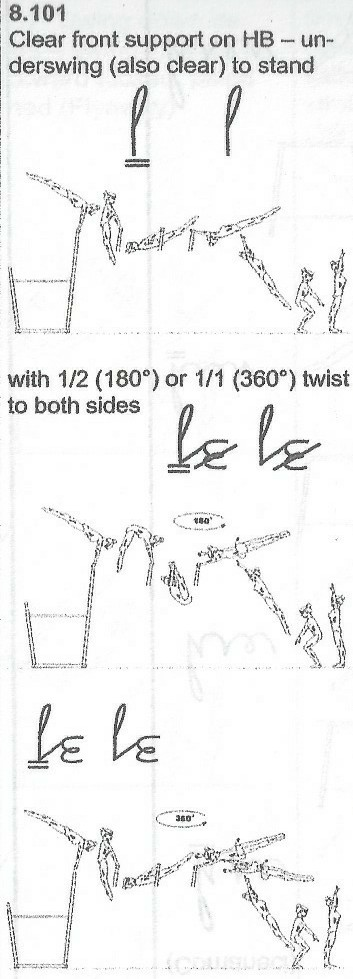 8.101
Clear front support on HB – un-
derswing (also clear) to stand
with 1/2 (180°) or 1/1 (360°) twist
to both sides
180°
360°